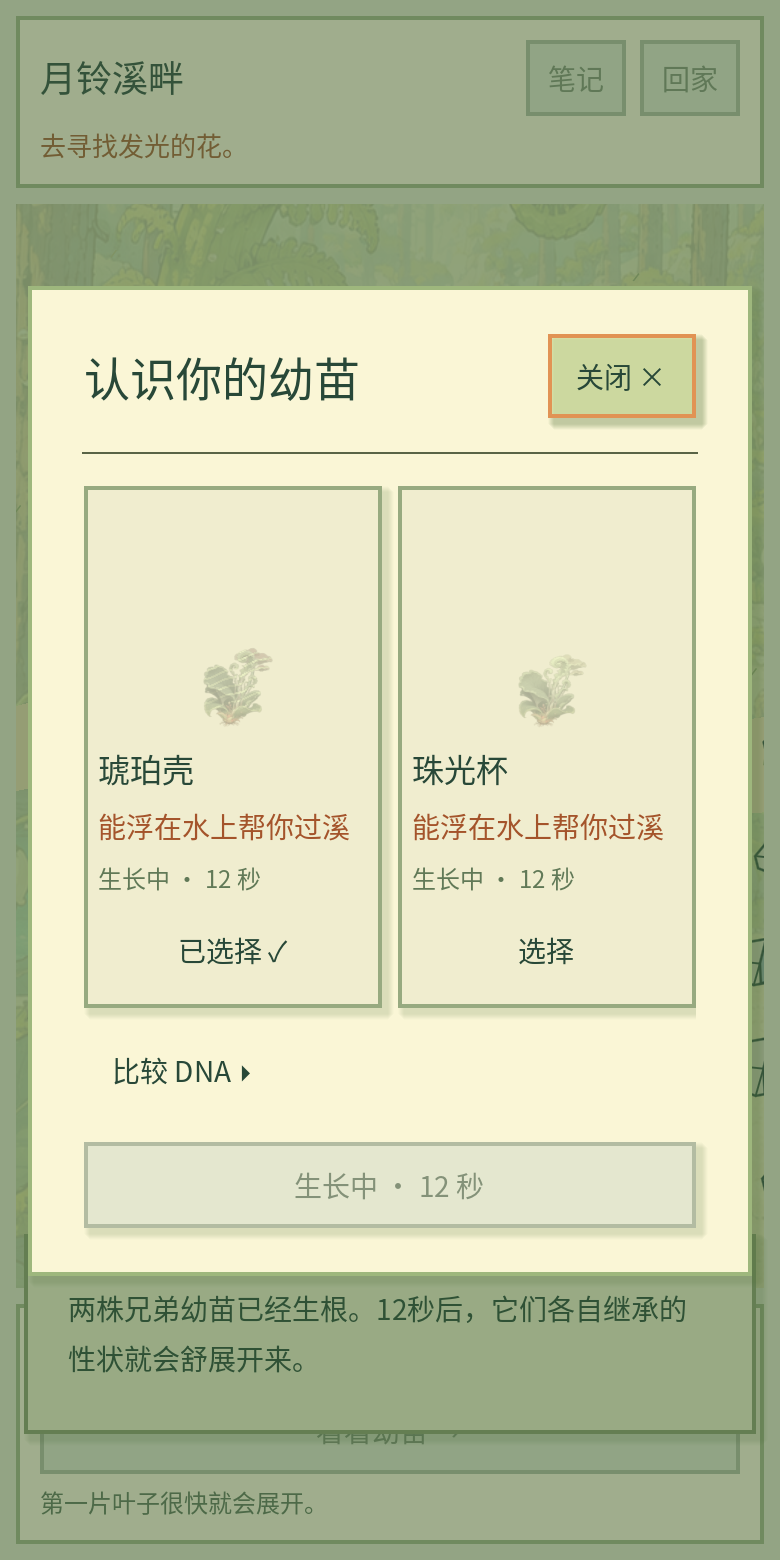 月铃溪畔
笔记
回家
去寻找发光的花。
认识你的幼苗
关闭 ×
琥珀壳
能浮在水上帮你过溪
生长中 · 12 秒
已选择 ✓
珠光杯
能浮在水上帮你过溪
生长中 · 12 秒
选择
比较 DNA ▸
生长中 · 12 秒
两株兄弟幼苗已经生根。12秒后，它们各自继承的
性状就会舒展开来。
第一片叶子很快就会展开。